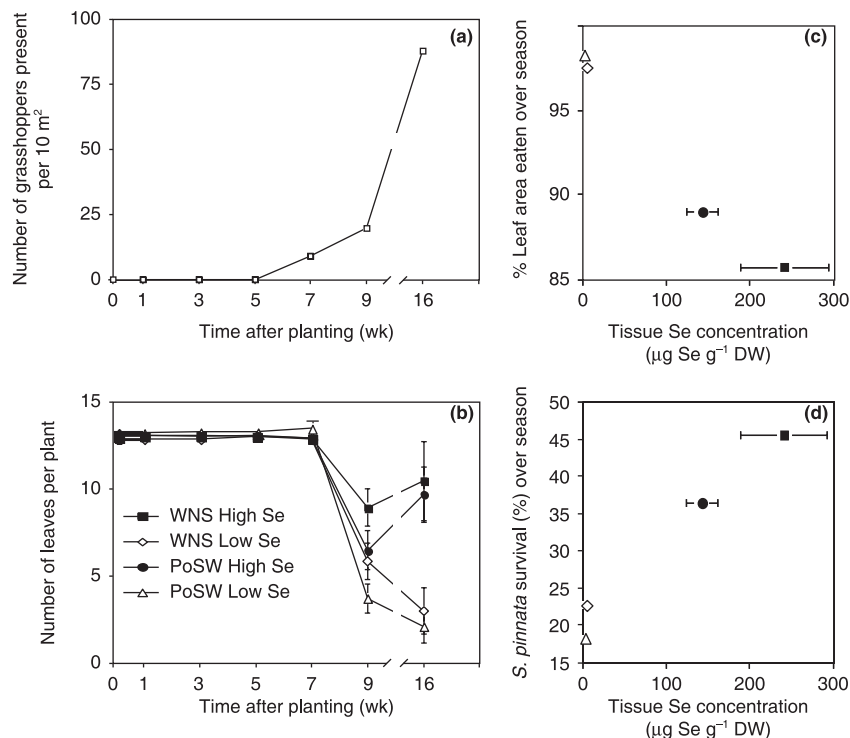 (a)
Number of grasshoppers present
per 10 m²
100
75
50
25
0
0 1 3 5 7 9 16
Time after planting (wk)
(b)
Number of leaves per plant
15
10
5
0
WNS High Se
WNS Low Se
PoSW High Se
PoSW Low Se
0 1 3 5 7 9 16
Time after planting (wk)
(c)
% Leaf area eaten over season
95
90
85
0 100 200 300
Tissue Se concentration
(µg Se g⁻¹ DW)
(d)
S. pinnata survival (%) over season
50
45
40
35
30
25
20
15
0 100 200 300
Tissue Se concentration
(µg Se g⁻¹ DW)